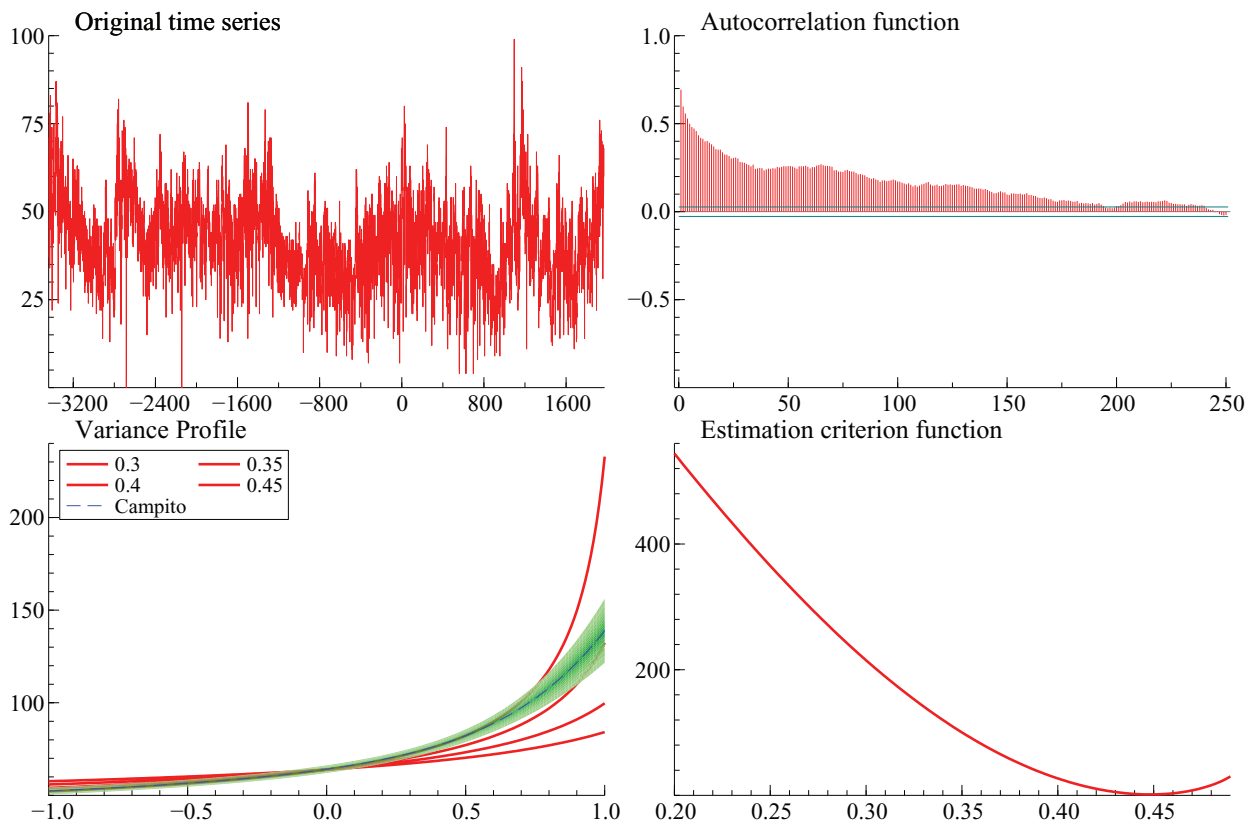 Original time series
100
75
50
25
−3200 −2400 −1600 −800 0 800 1600
Autocorrelation function
1.0
0.5
0.0
−0.5
0 50 100 150 200 250
Variance Profile
0.3 0.35
0.4 0.45
Campito
200
150
100
−1.0 −0.5 0.0 0.5 1.0
Estimation criterion function
400
200
0.20 0.25 0.30 0.35 0.40 0.45